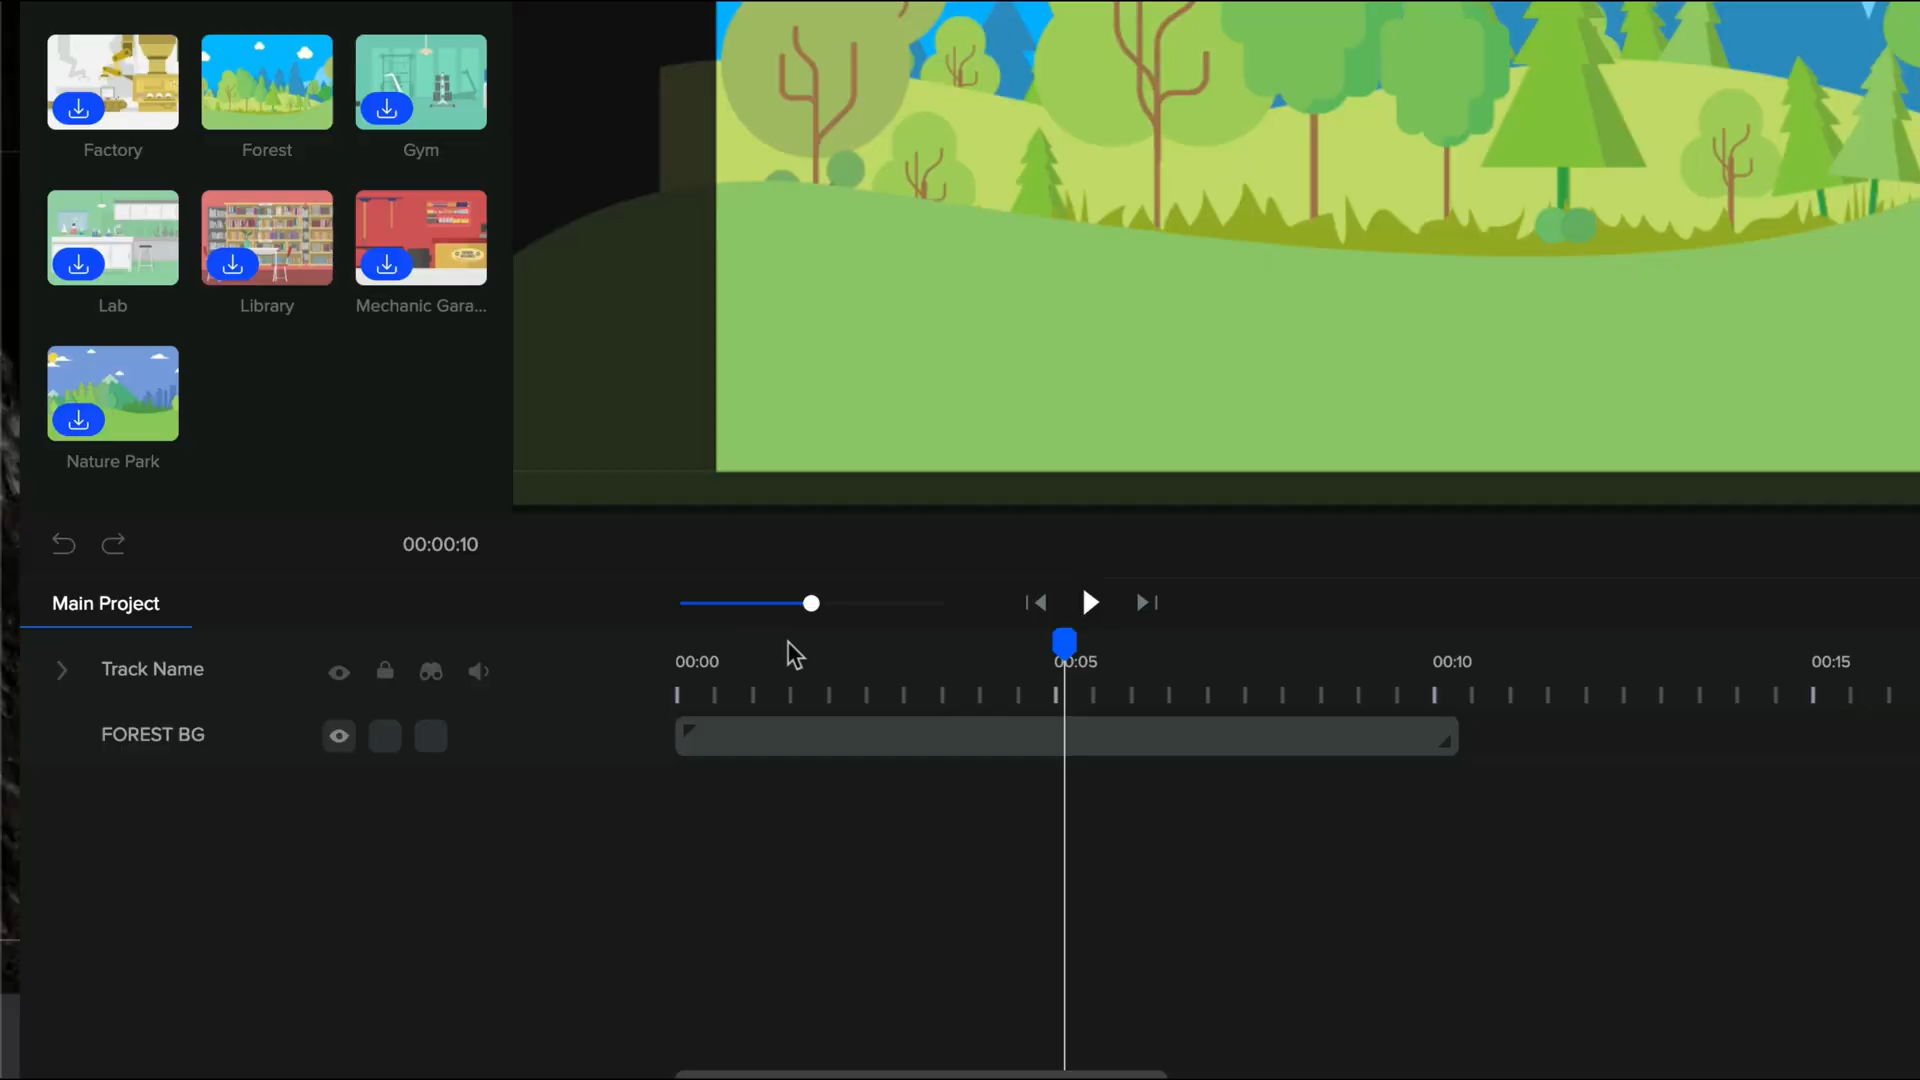 Factory
Forest
Gym
Lab
Library
Mechanic Gara...
Nature Park
00:00:10
Main Project
Track Name
00:00
00:05
00:10
00:15
FOREST BG